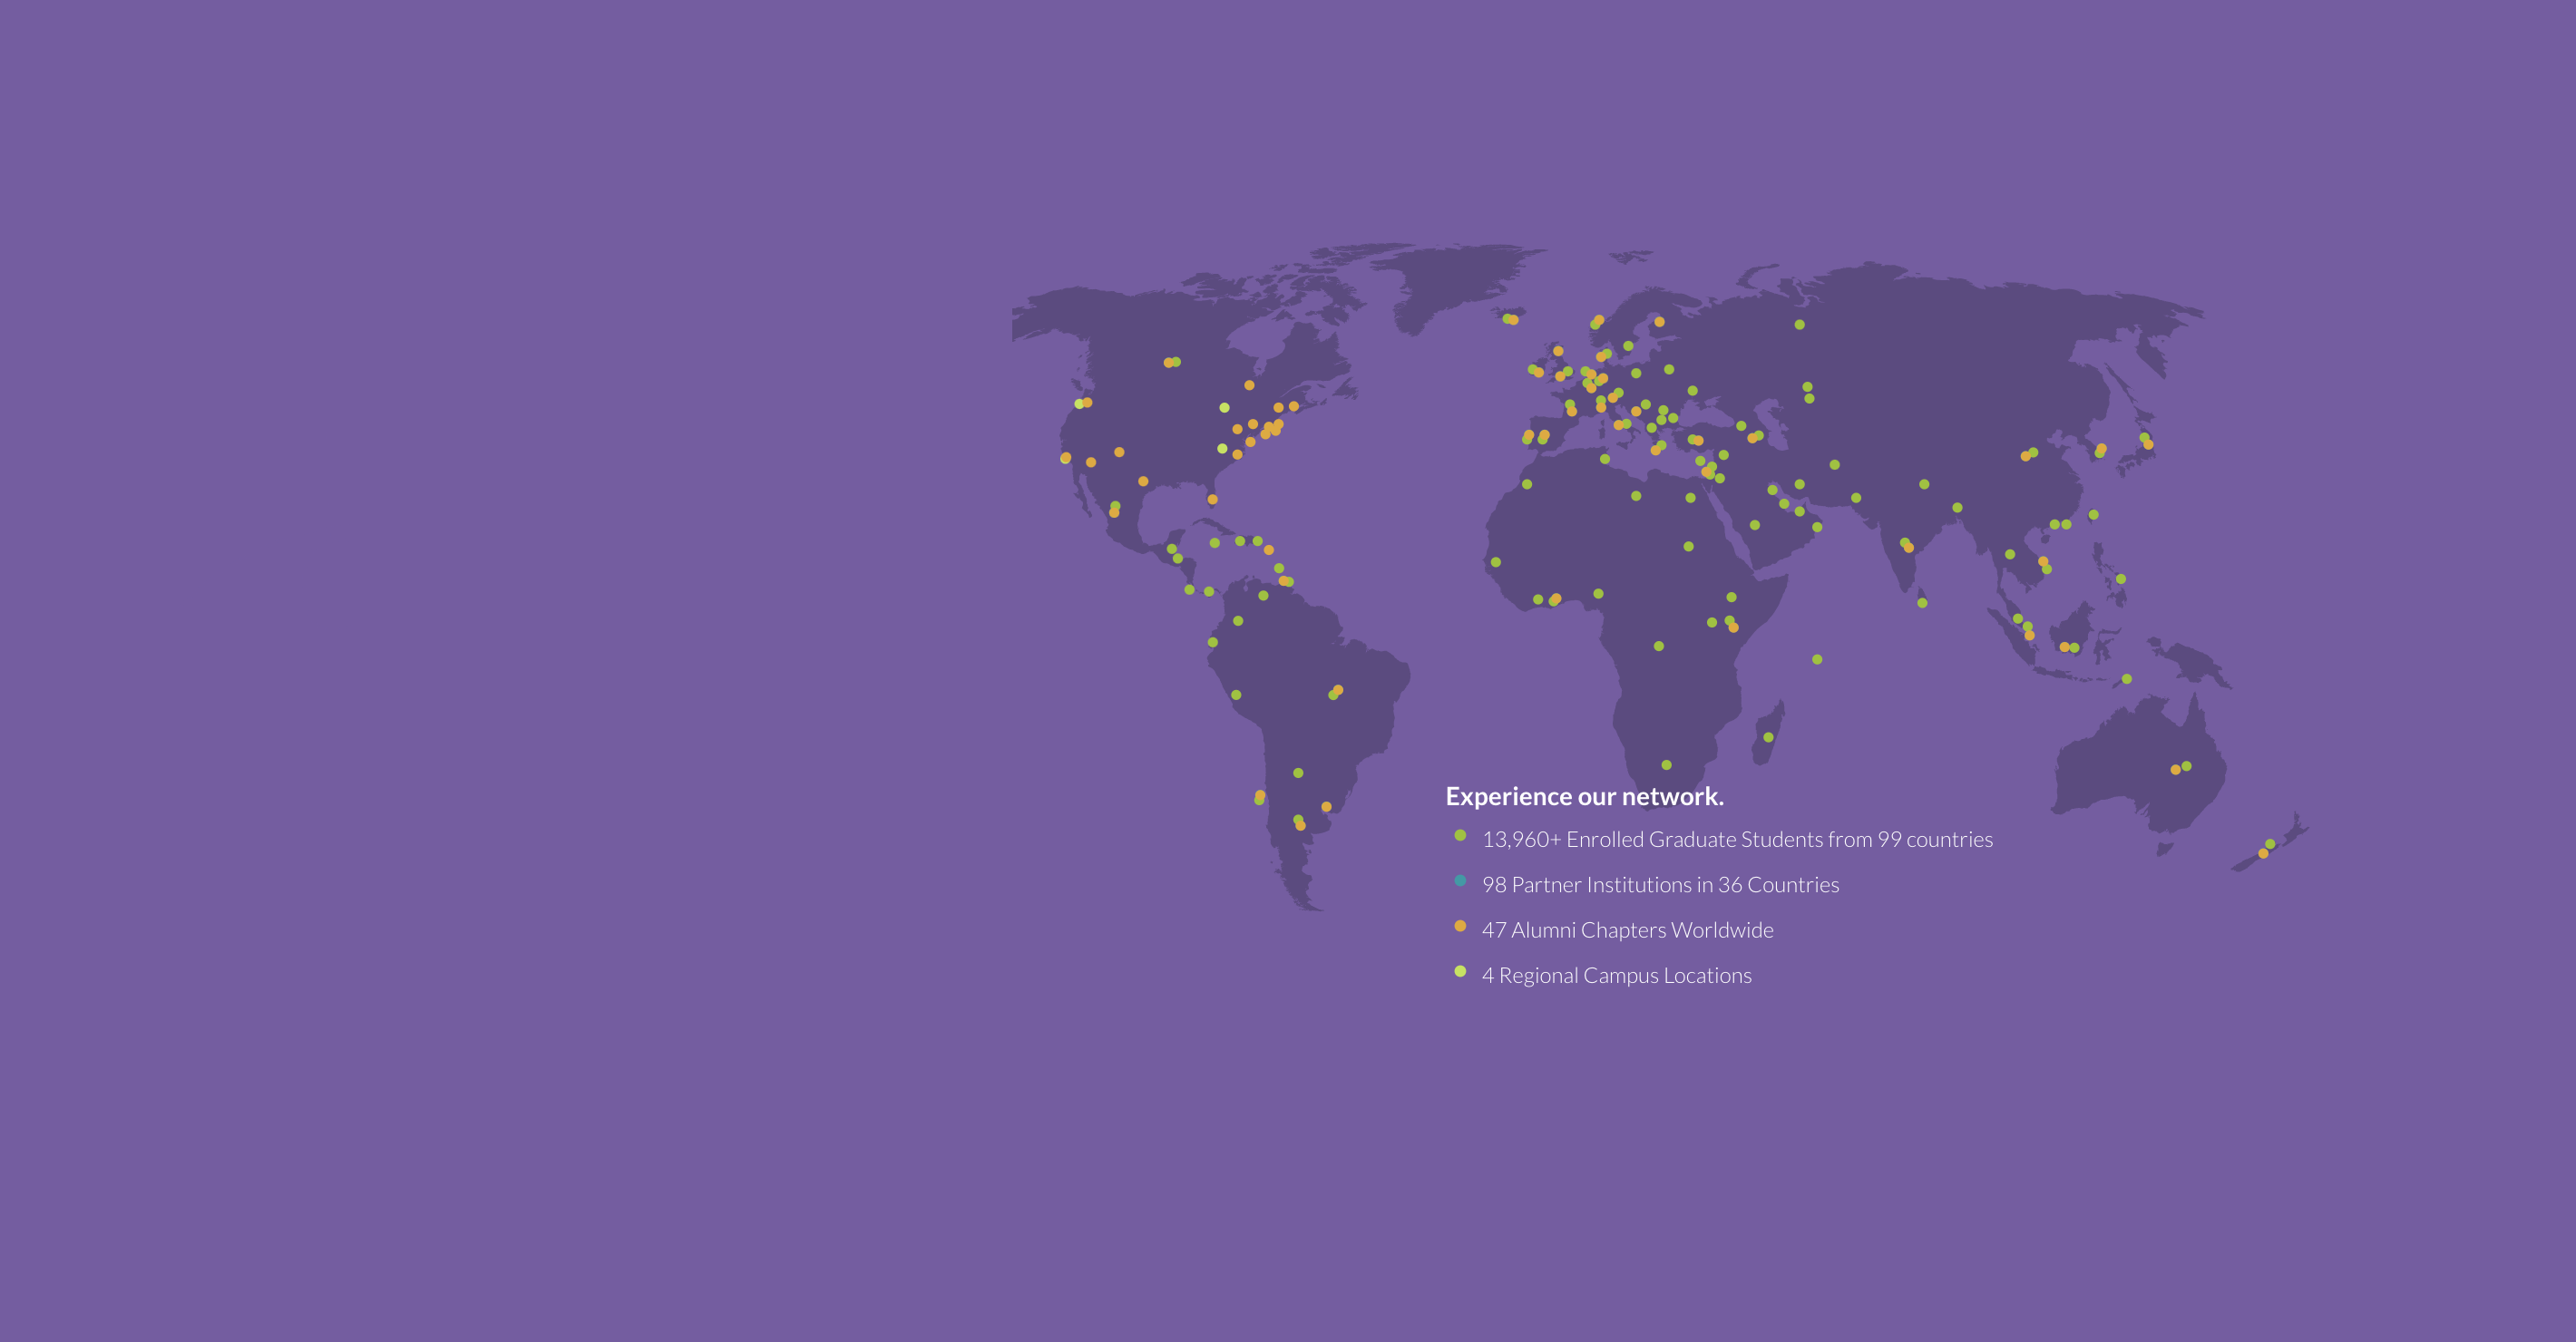 Experience our network.
13,960+ Enrolled Graduate Students from 99 countries
98 Partner Institutions in 36 Countries
47 Alumni Chapters Worldwide
4 Regional Campus Locations